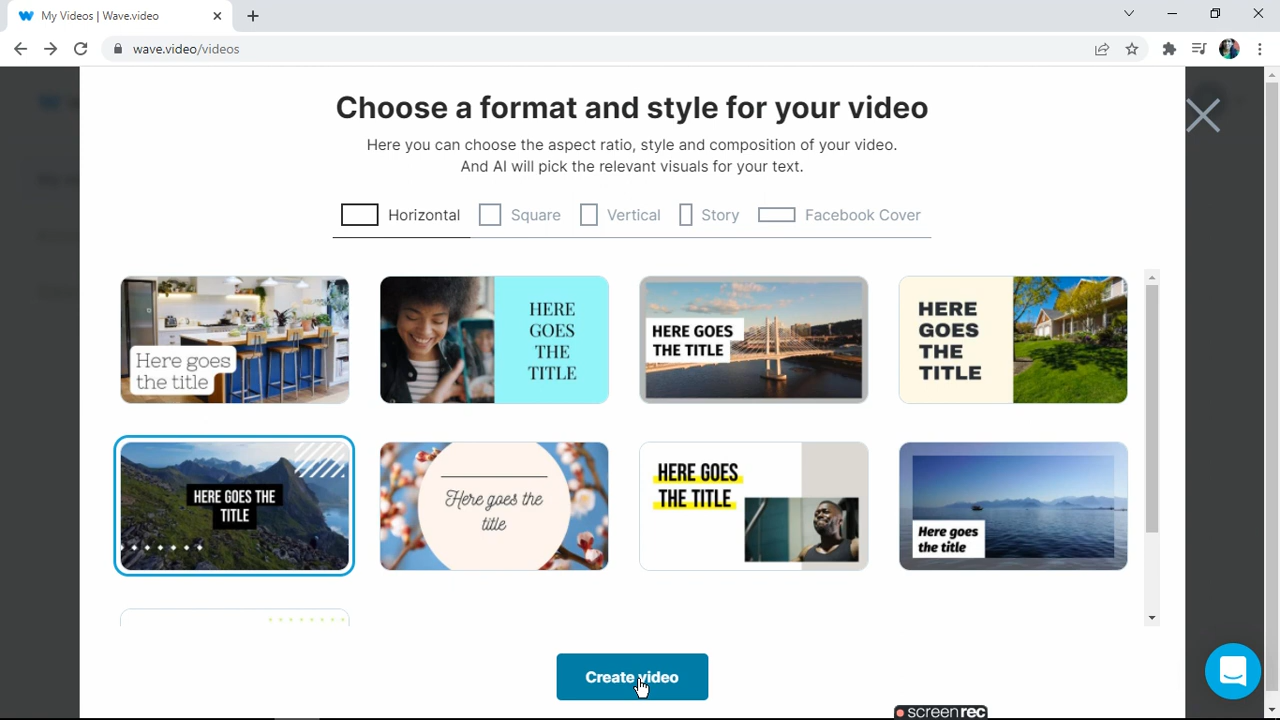 My Videos | Wave.video
wave.video/videos
Choose a format and style for your video
Here you can choose the aspect ratio, style and composition of your video.
And AI will pick the relevant visuals for your text.
Horizontal Square Vertical Story Facebook Cover
Here goes
the title
HERE
GOES
THE
TITLE
HERE GOES
THE TITLE
HERE
GOES
THE
TITLE
HERE GOES THE
TITLE
Here goes the
title
HERE GOES
THE TITLE
Here goes
the title
Create video
screenrec